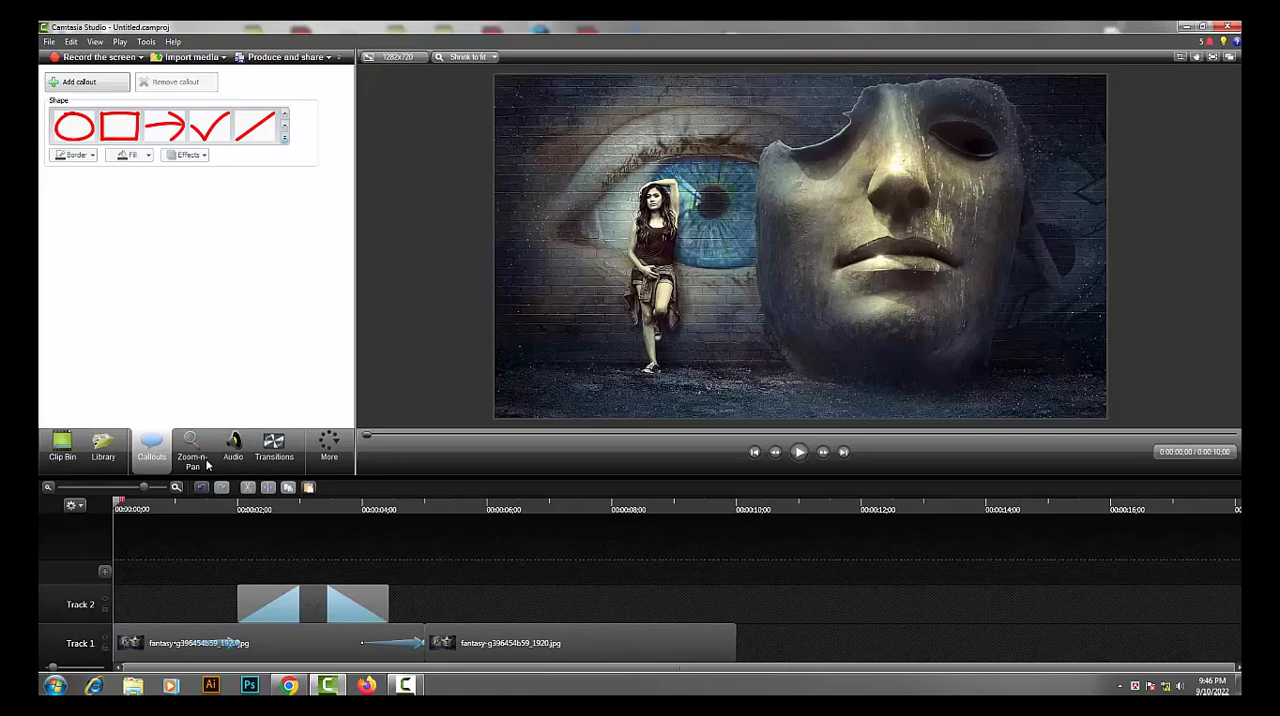 Camtasia Studio - Untitled.camproj
File Edit View Play Tools Help
5
Record the screen Import media Produce and share
1282x720 Shrink to fit
Add callout Remove callout
Shape
Border Fill Effects
Clip Bin Library Callouts Zoom-n-Pan Audio Transitions More
0:00:00;00 / 0:00:10;00
00:00:00;00 00:00:02;00 00:00:04;00 00:00:06;00 00:00:08;00 00:00:10;00 00:00:12;00 00:00:14;00 00:00:16;00 00
Track 2
Track 1 fantasy-g396454b59_1920.jpg fantasy-g396454b59_1920.jpg
Ai Ps
9:46 PM
9/10/2022